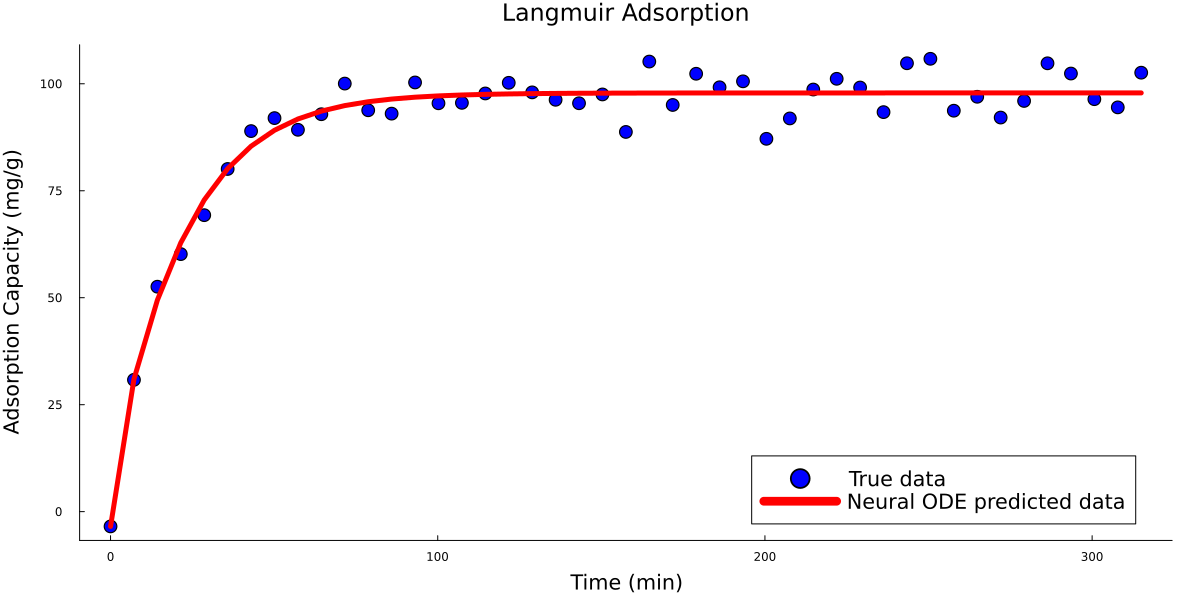 Langmuir Adsorption
Adsorption Capacity (mg/g)
100
75
50
25
0
True data
Neural ODE predicted data
0 100 200 300
Time (min)